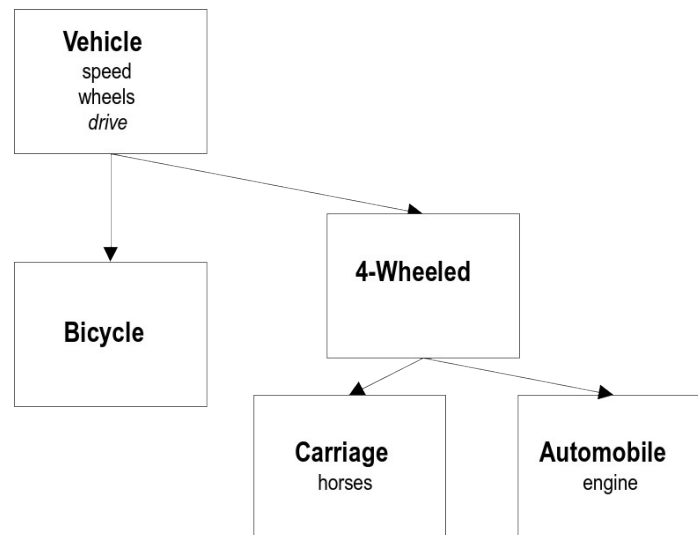 Vehicle
speed
wheels
drive
4-Wheeled
Bicycle
Carriage
horses
Automobile
engine